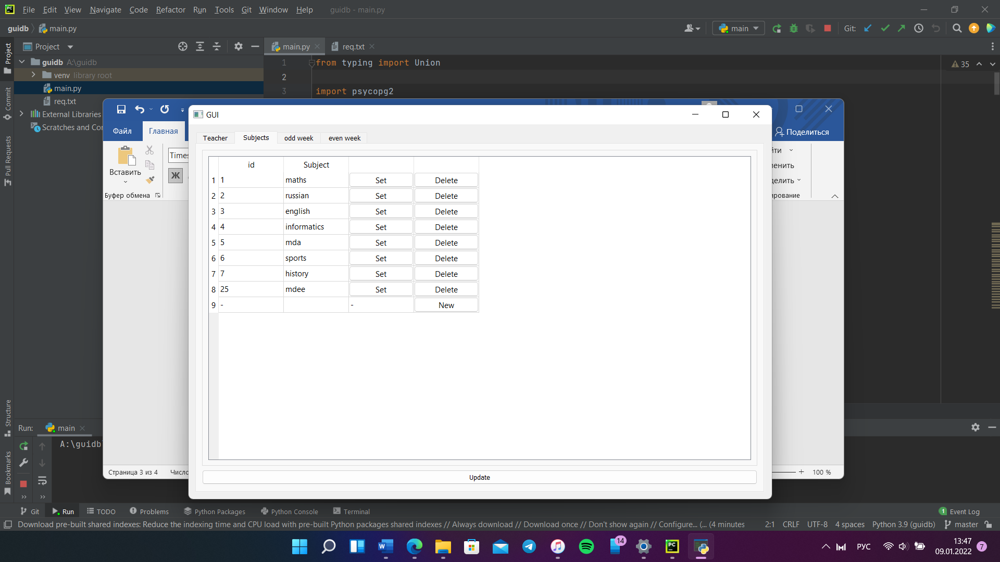 File Edit View Navigate Code Refactor Run Tools Git Window Help guidb - main.py
guidb main.py main Git:
Project main.py req.txt
guidb A:\guidb
venv library root
main.py
req.txt
External Libraries
Scratches and Co
1 from typing import Union
2
3 import psycopg2
35
Project
Commit
Pull Requests
Structure
Bookmarks
Файл Главная Поделиться
Вставить
Times
Ж
Буфер обмена
йти
енить
делить
ирование
GUI
Teacher Subjects odd week even week
id Subject
1 1 maths Set Delete
2 2 russian Set Delete
3 3 english Set Delete
4 4 informatics Set Delete
5 5 mda Set Delete
6 6 sports Set Delete
7 7 history Set Delete
8 25 mdee Set Delete
9 - - New
Update
Страница 3 из 4 Число
100 %
Run: main
A:\guidb
Git Run TODO Problems Python Packages Python Console Terminal 1 Event Log
Download pre-built shared indexes: Reduce the indexing time and CPU load with pre-built Python packages shared indexes // Always download // Download once // Don't show again // Configure... (... (4 minutes 2:1 CRLF UTF-8 4 spaces Python 3.9 (guidb) master
14
РУС
13:47
09.01.2022
7